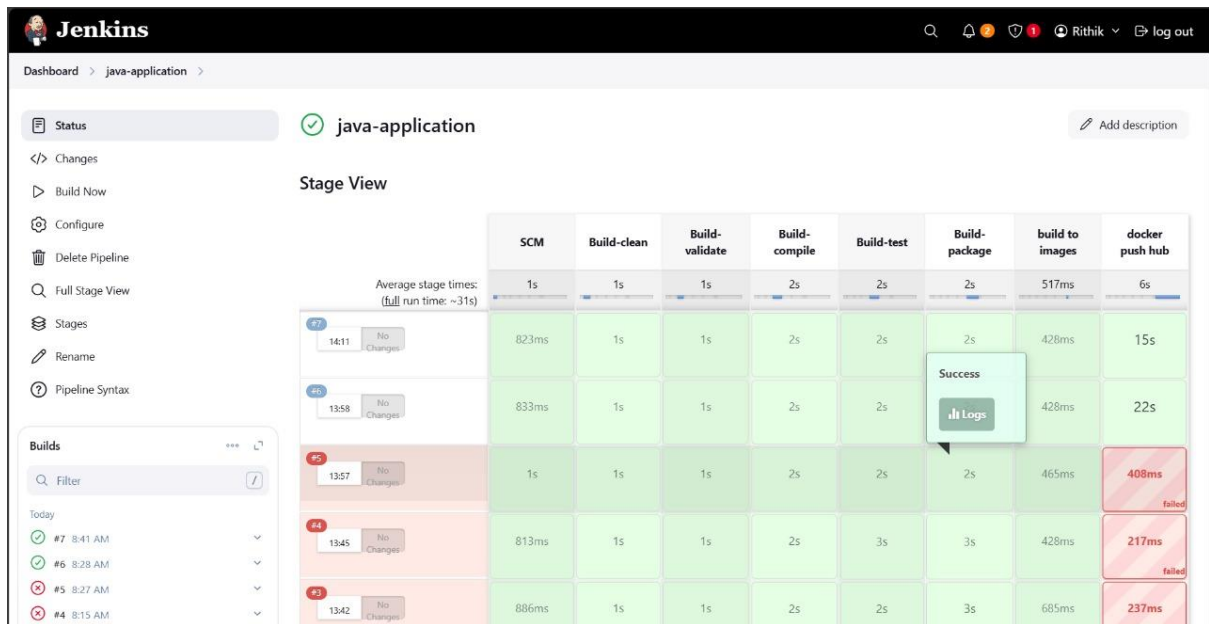 Jenkins
2
1
Rithik
log out
Dashboard > java-application >
Status
Changes
Build Now
Configure
Delete Pipeline
Full Stage View
Stages
Rename
Pipeline Syntax
Builds
Filter
/
Today
#7 8:41 AM
#6 8:28 AM
#5 8:27 AM
#4 8:15 AM
java-application
Add description
Stage View
SCM
Build-clean
Build-
validate
Build-
compile
Build-test
Build-
package
build to
images
docker
push hub
Average stage times:
(full run time: ~31s)
1s 1s 1s 2s 2s 2s 517ms 6s
#7
14:11
No
Changes
823ms 1s 1s 2s 2s 2s 428ms 15s
Success
Logs
#6
13:58
No
Changes
833ms 1s 1s 2s 2s 428ms 22s
#5
13:57
No
Changes
1s 1s 1s 2s 2s 2s 465ms 408ms
failed
#4
13:45
No
Changes
813ms 1s 1s 2s 3s 3s 428ms 217ms
failed
#3
13:42
No
Changes
886ms 1s 1s 2s 2s 3s 685ms 237ms